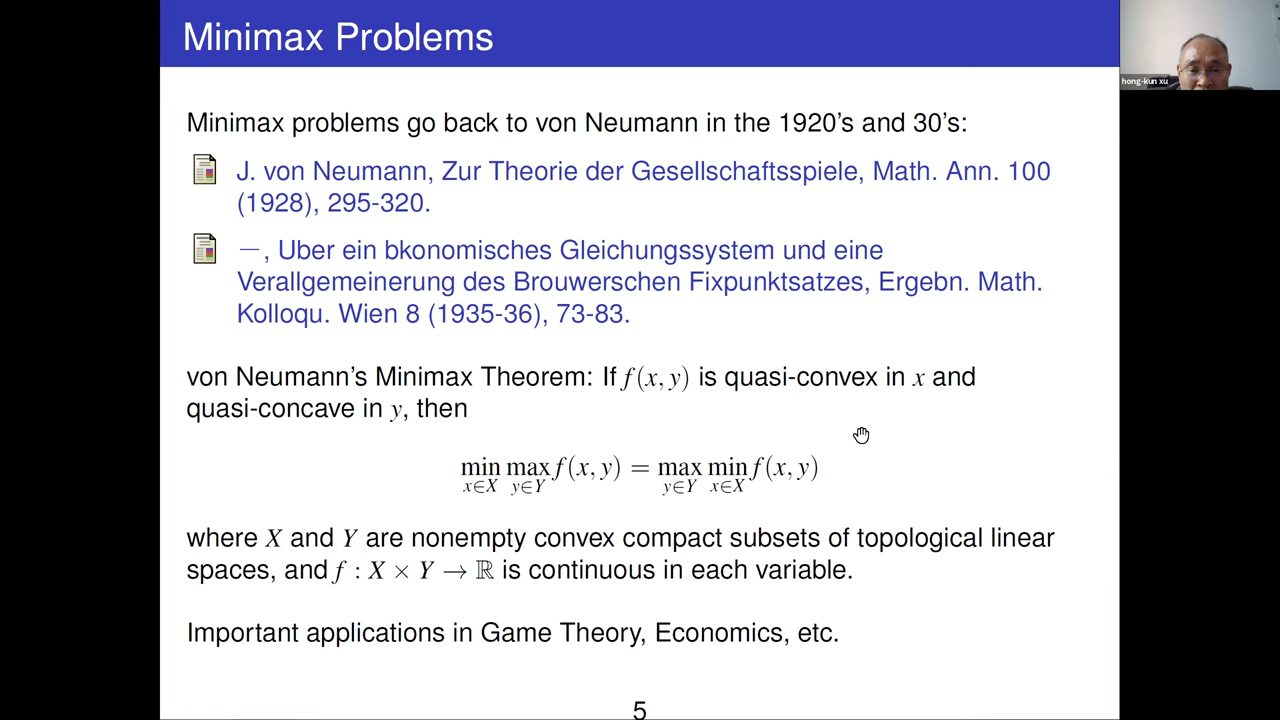 Minimax Problems
hong-kun xu
Minimax problems go back to von Neumann in the 1920's and 30's:
J. von Neumann, Zur Theorie der Gesellschaftsspiele, Math. Ann. 100
(1928), 295-320.
—, Uber ein bkonomisches Gleichungssystem und eine
Verallgemeinerung des Brouwerschen Fixpunktsatzes, Ergebn. Math.
Kolloqu. Wien 8 (1935-36), 73-83.
von Neumann's Minimax Theorem: If f(x, y) is quasi-convex in x and
quasi-concave in y, then
min max f(x, y) = max min f(x, y)
x∈X y∈Y y∈Y x∈X
where X and Y are nonempty convex compact subsets of topological linear
spaces, and f : X × Y → ℝ is continuous in each variable.
Important applications in Game Theory, Economics, etc.
5